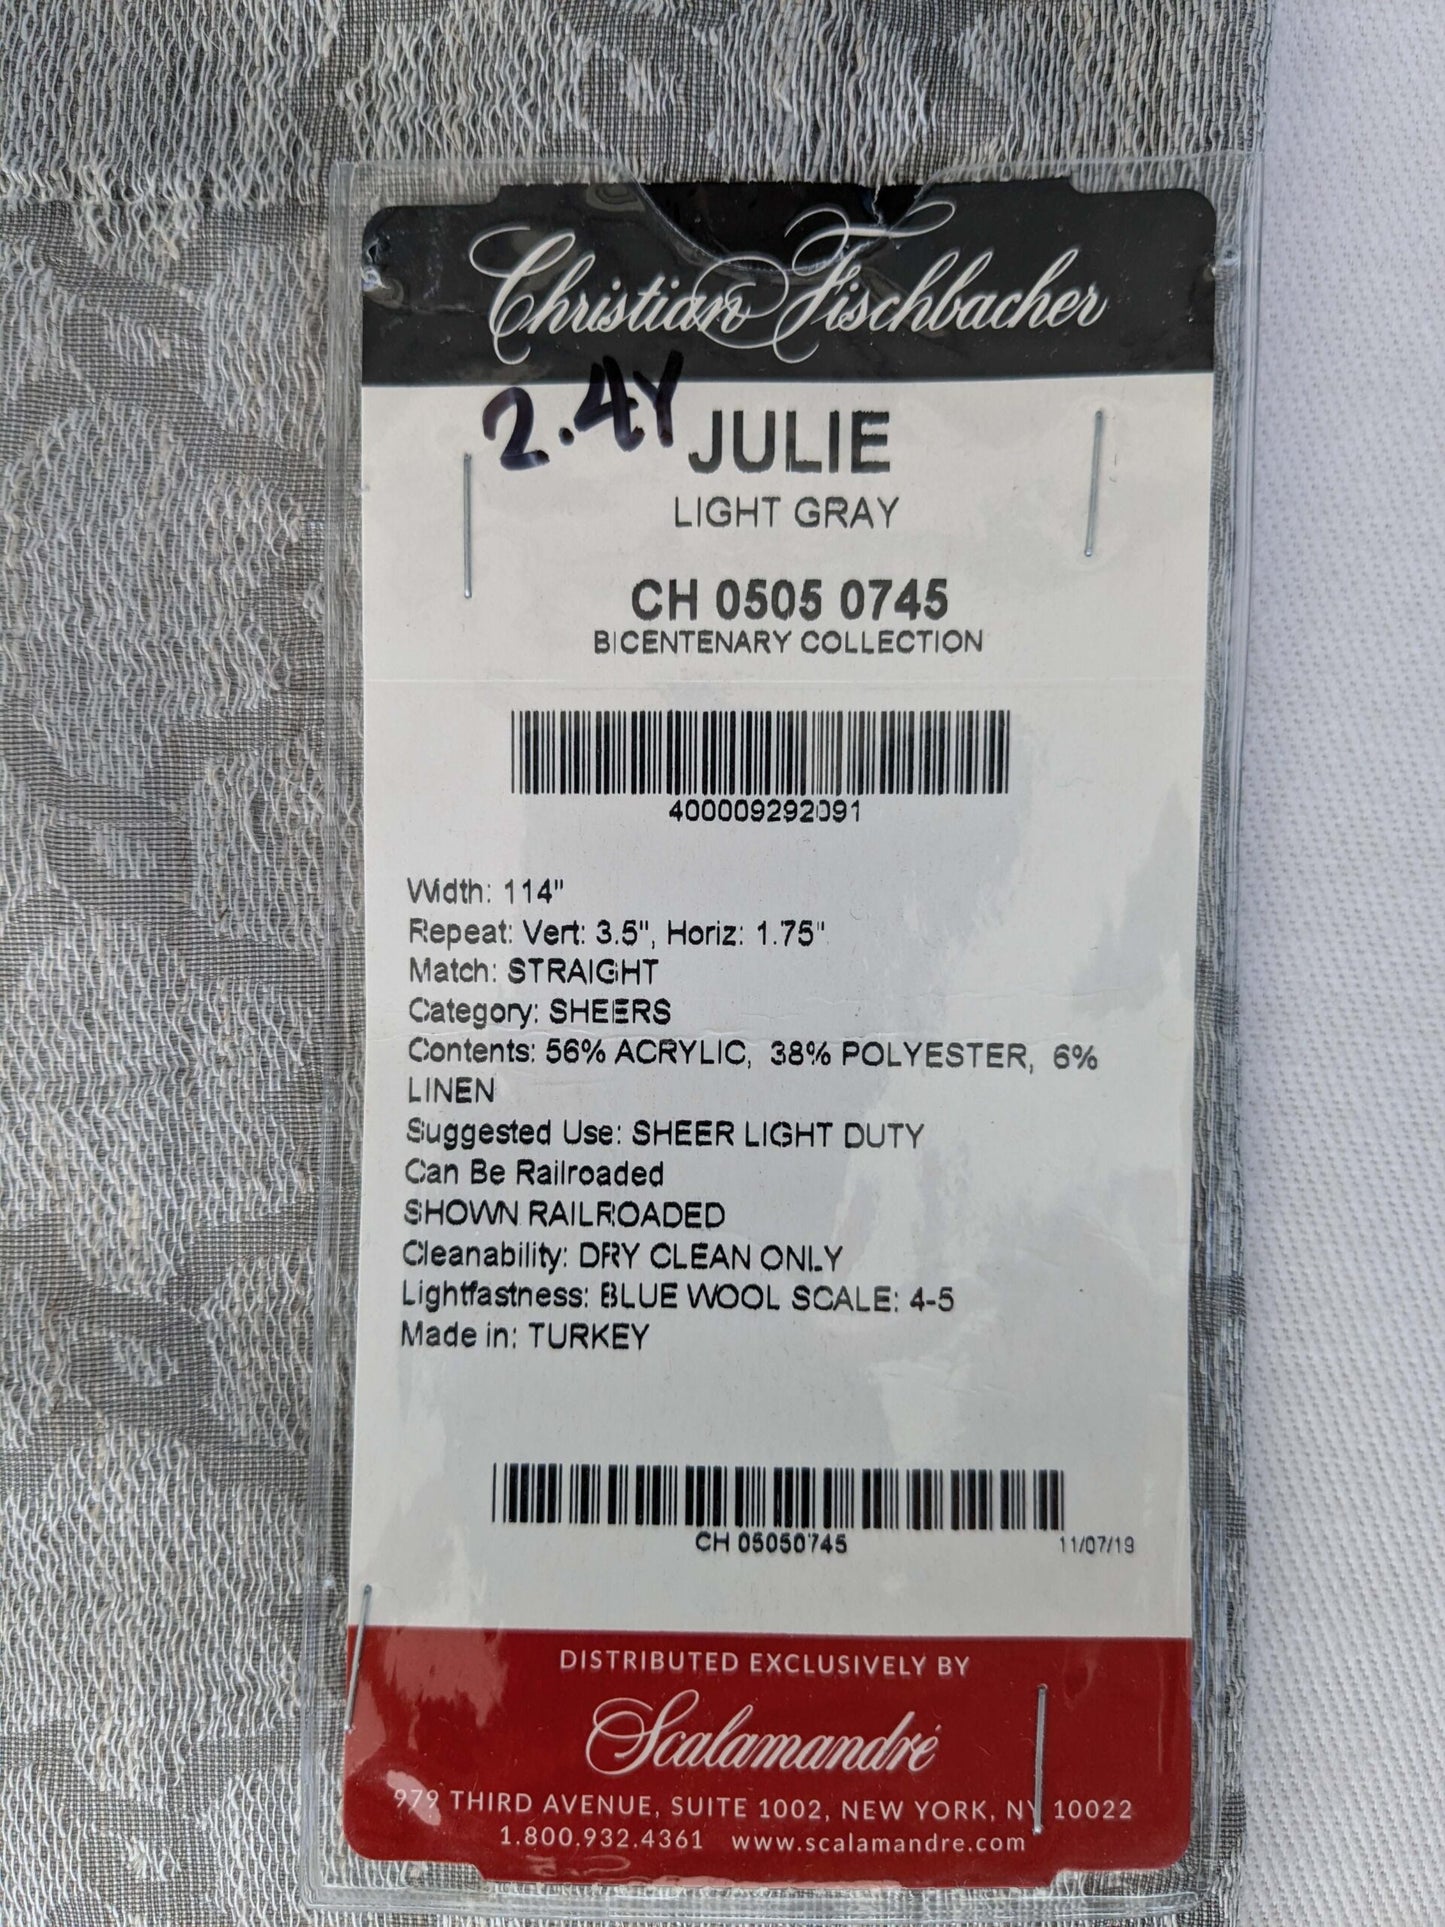 Christian Fischbacher
2.4Y
JULIE
LIGHT GRAY
CH 0505 0745
BICENTENARY COLLECTION
400009292091
Width: 114"
Repeat: Vert: 3.5", Horiz: 1.75"
Match: STRAIGHT
Category: SHEERS
Contents: 56% ACRYLIC, 38% POLYESTER, 6%
LINEN
Suggested Use: SHEER LIGHT DUTY
Can Be Railroaded
SHOWN RAILROADED
Cleanability: DRY CLEAN ONLY
Lightfastness: BLUE WOOL SCALE: 4-5
Made in: TURKEY
CH 05050745
11/07/19
DISTRIBUTED EXCLUSIVELY BY
Scalamandré
979 THIRD AVENUE, SUITE 1002, NEW YORK, NY 10022
1.800.932.4361 www.scalamandre.com